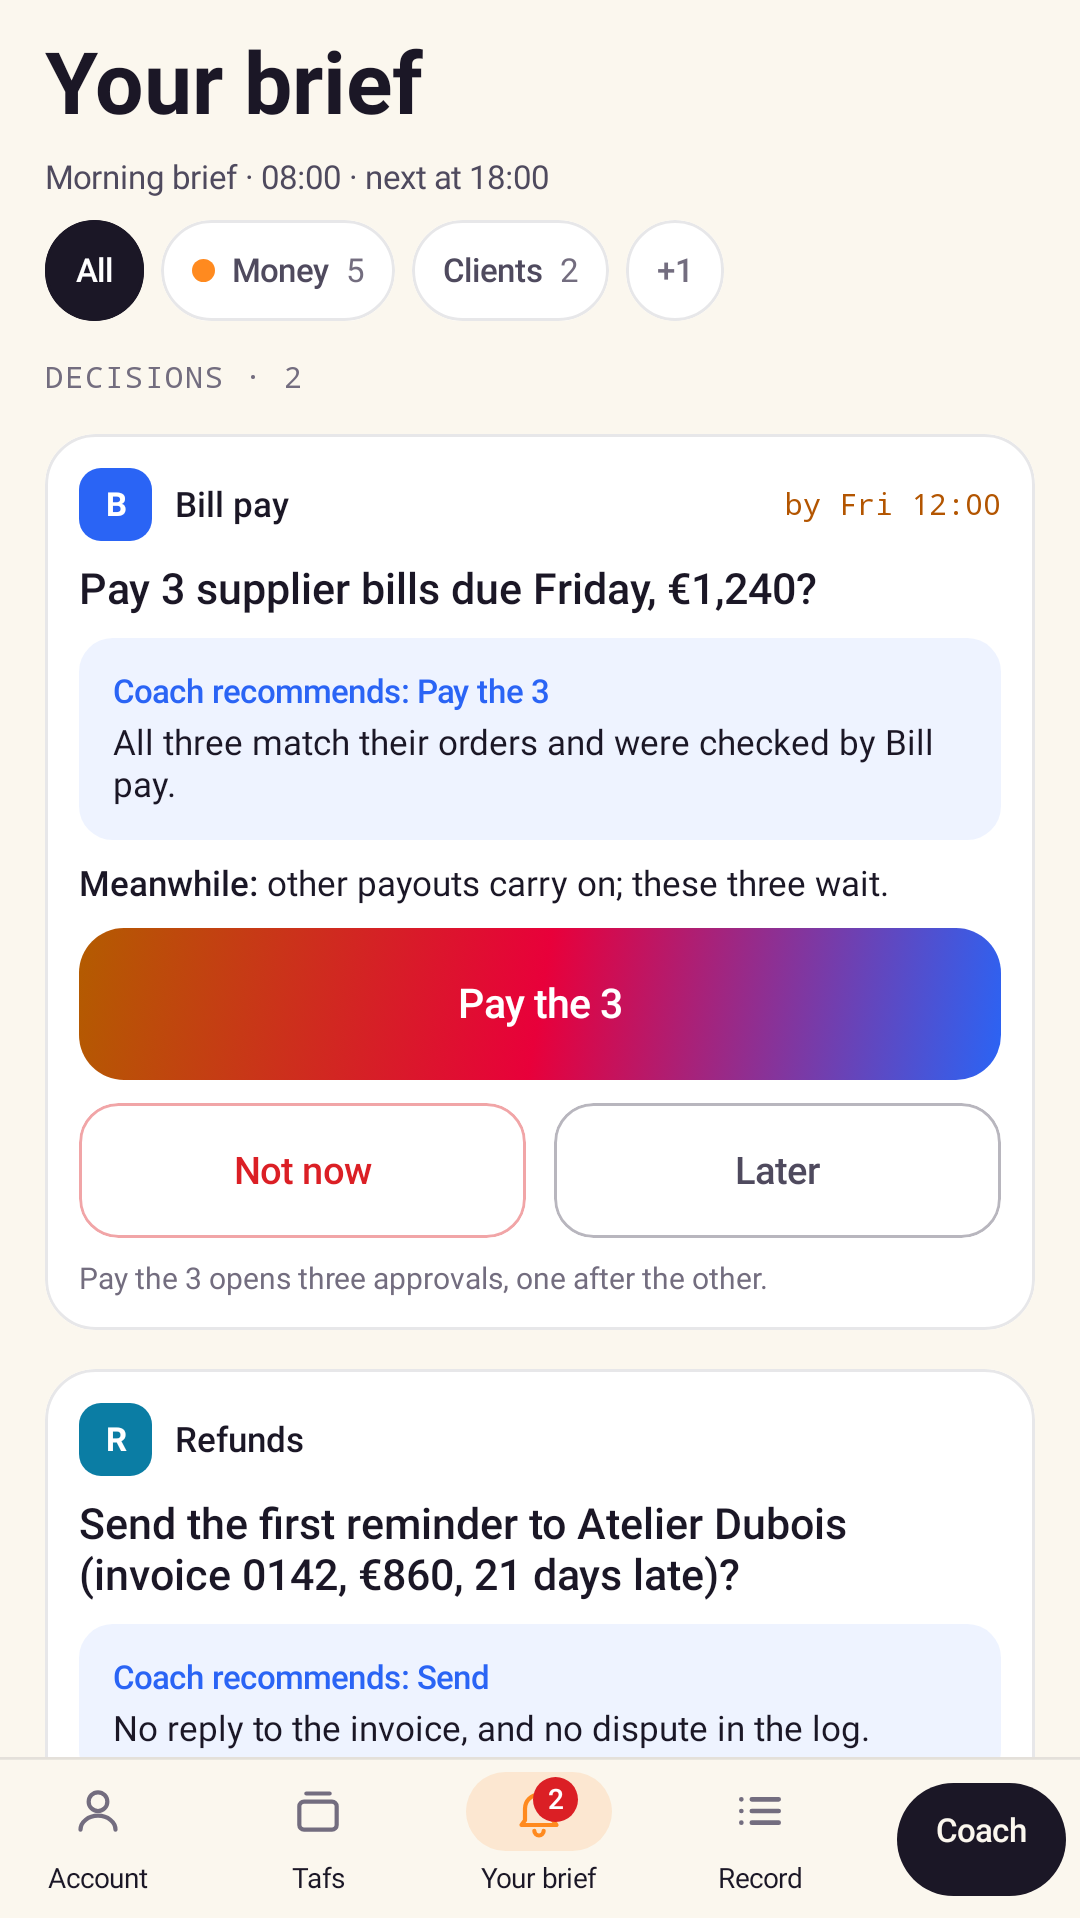 Your brief
Morning brief · 08:00 · next at 18:00
All
Money 5
Clients 2
+1
DECISIONS · 2
B
Bill pay
by Fri 12:00
Pay 3 supplier bills due Friday, €1,240?
Coach recommends: Pay the 3
All three match their orders and were checked by Bill
pay.
Meanwhile: other payouts carry on; these three wait.
Pay the 3
Not now
Later
Pay the 3 opens three approvals, one after the other.
R
Refunds
Send the first reminder to Atelier Dubois
(invoice 0142, €860, 21 days late)?
Coach recommends: Send
No reply to the invoice, and no dispute in the log.
Account
Tafs
2
Your brief
Record
Coach